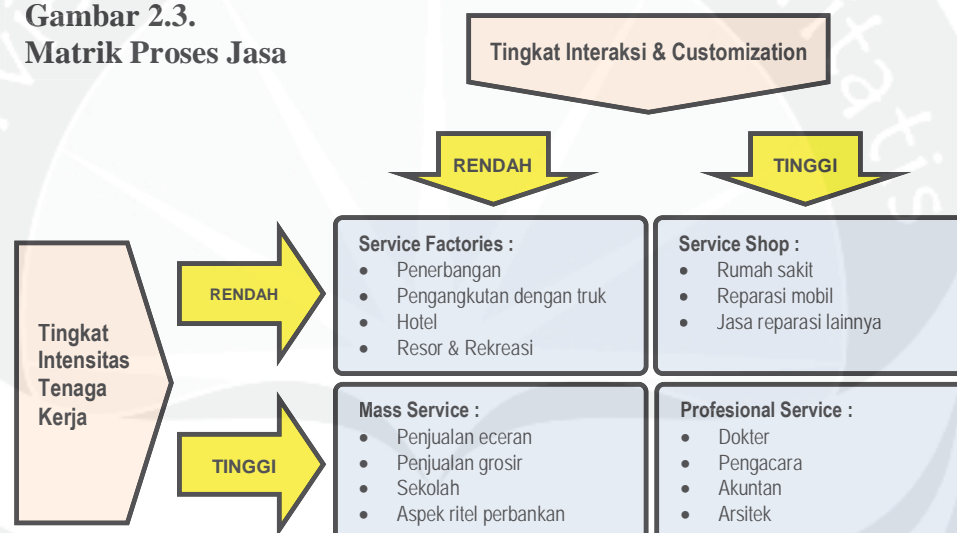 Gambar 2.3.
Matrik Proses Jasa
Tingkat Interaksi & Customization
RENDAH
TINGGI
Tingkat
Intensitas
Tenaga
Kerja
RENDAH
Service Factories :
• Penerbangan
• Pengangkutan dengan truk
• Hotel
• Resor & Rekreasi
Service Shop :
• Rumah sakit
• Reparasi mobil
• Jasa reparasi lainnya
TINGGI
Mass Service :
• Penjualan eceran
• Penjualan grosir
• Sekolah
• Aspek ritel perbankan
Profesional Service :
• Dokter
• Pengacara
• Akuntan
• Arsitek